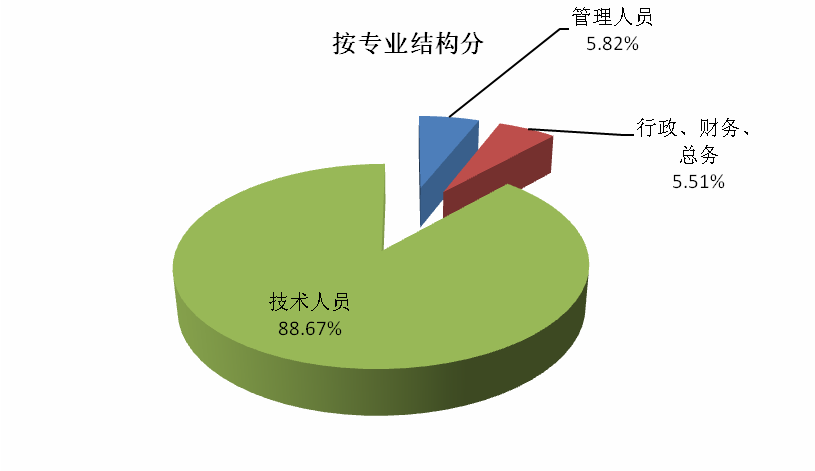 按专业结构分
管理人员
5.82%
行政、财务、
总务
5.51%
技术人员
88.67%